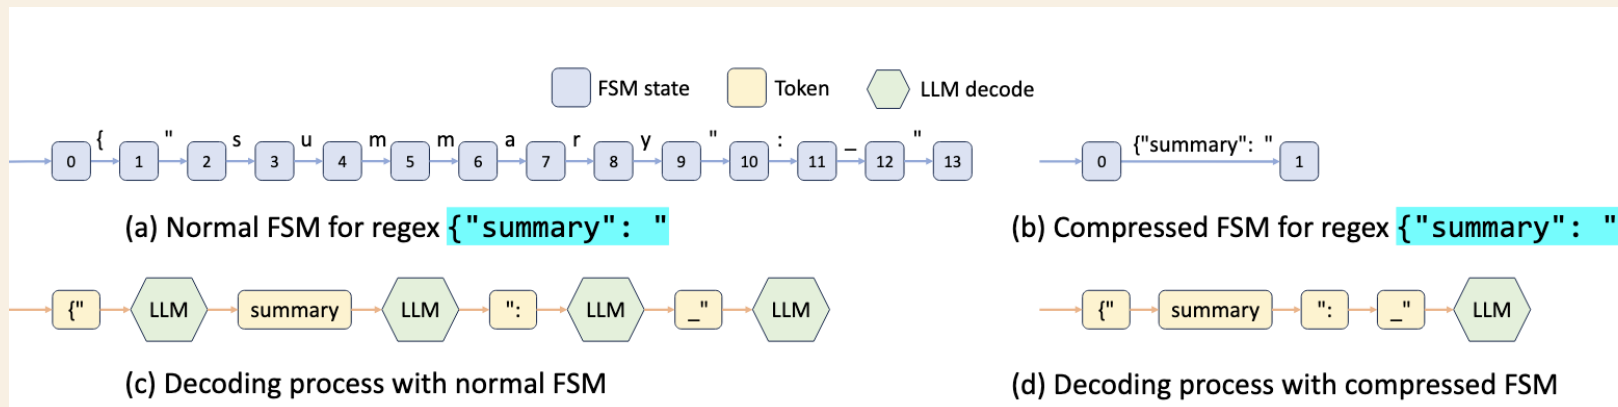 FSM state Token LLM decode
{ " s u m m a r y " : _ "
0 1 2 3 4 5 6 7 8 9 10 11 12 13
{"summary": "
0 1
(a) Normal FSM for regex {"summary": "
(b) Compressed FSM for regex {"summary": "
{" LLM summary LLM ": LLM _" LLM
{" summary ": _" LLM
(c) Decoding process with normal FSM
(d) Decoding process with compressed FSM